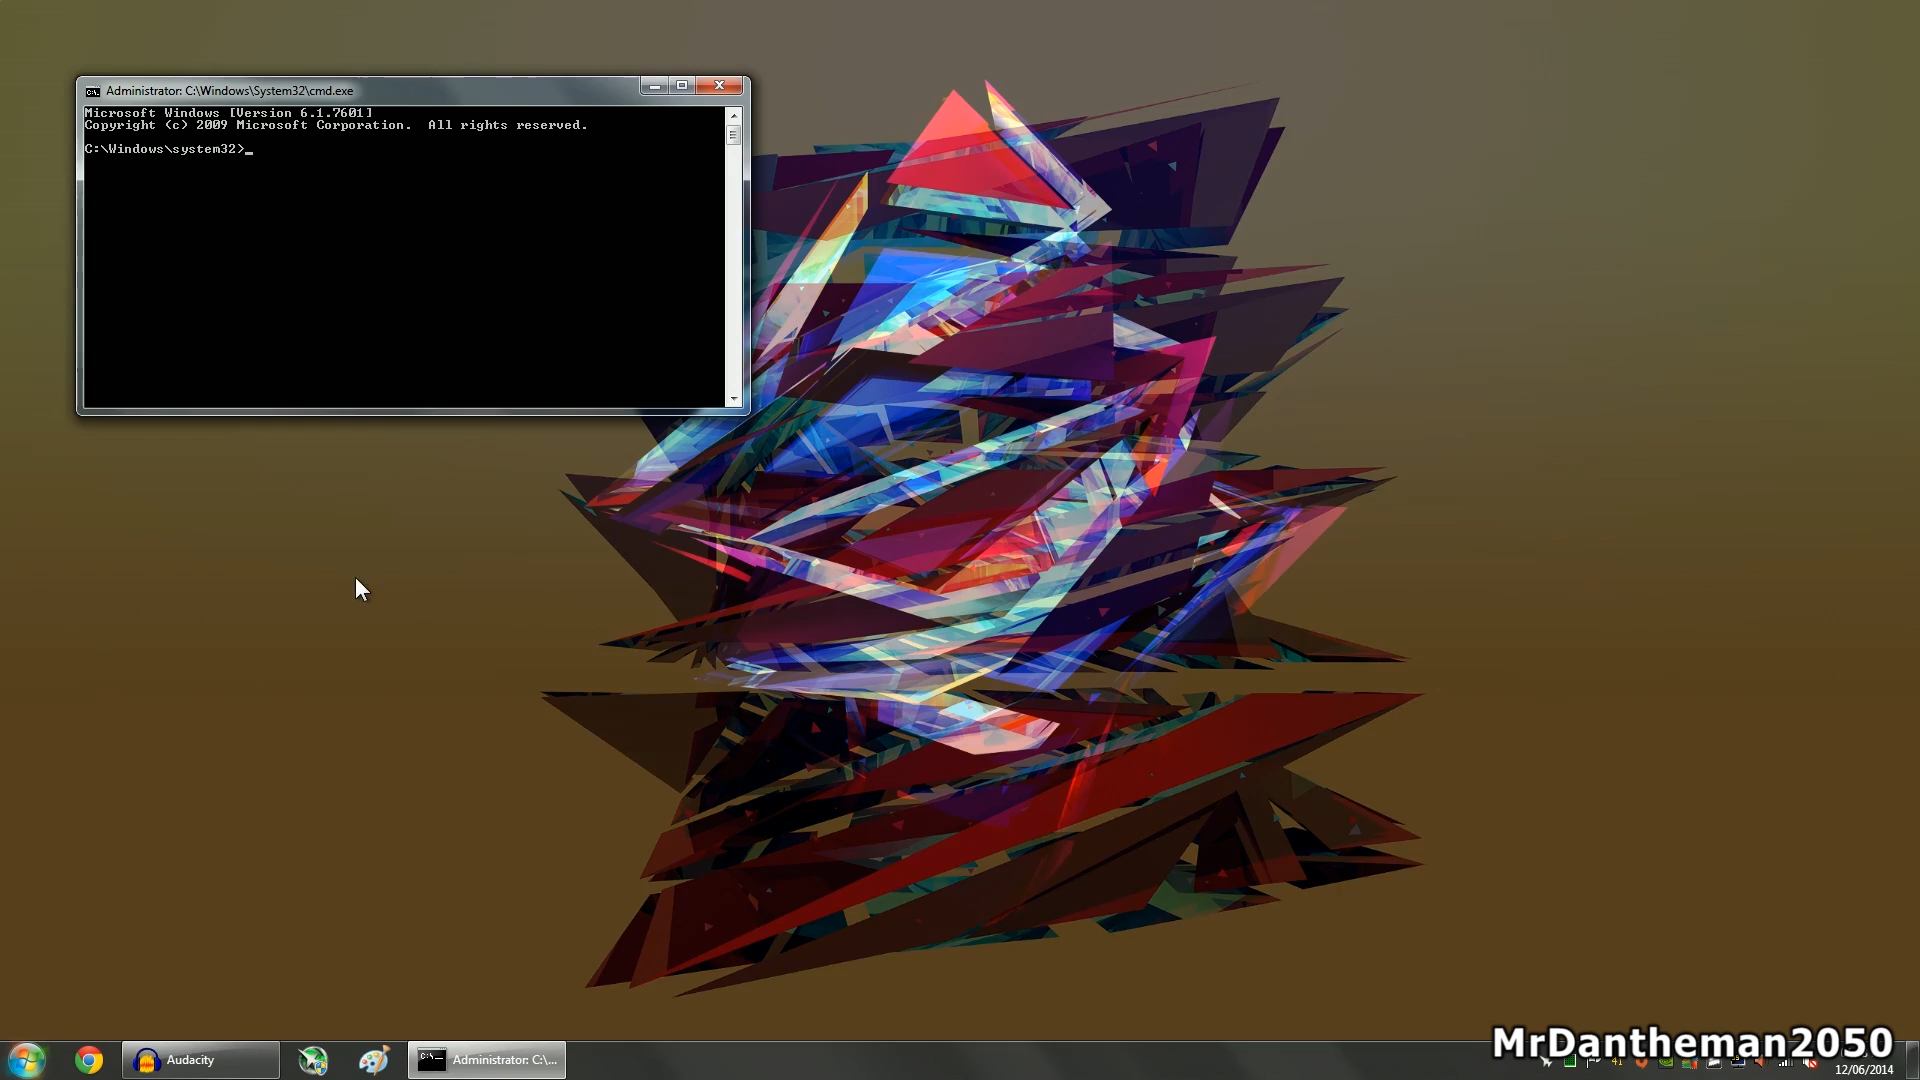 Administrator: C:\Windows\System32\cmd.exe
Microsoft Windows [Version 6.1.7601]
Copyright (c) 2009 Microsoft Corporation.  All rights reserved.
C:\Windows\system32>_
Audacity
Administrator: C:\...
MrDantheman2050
41
12/06/2014